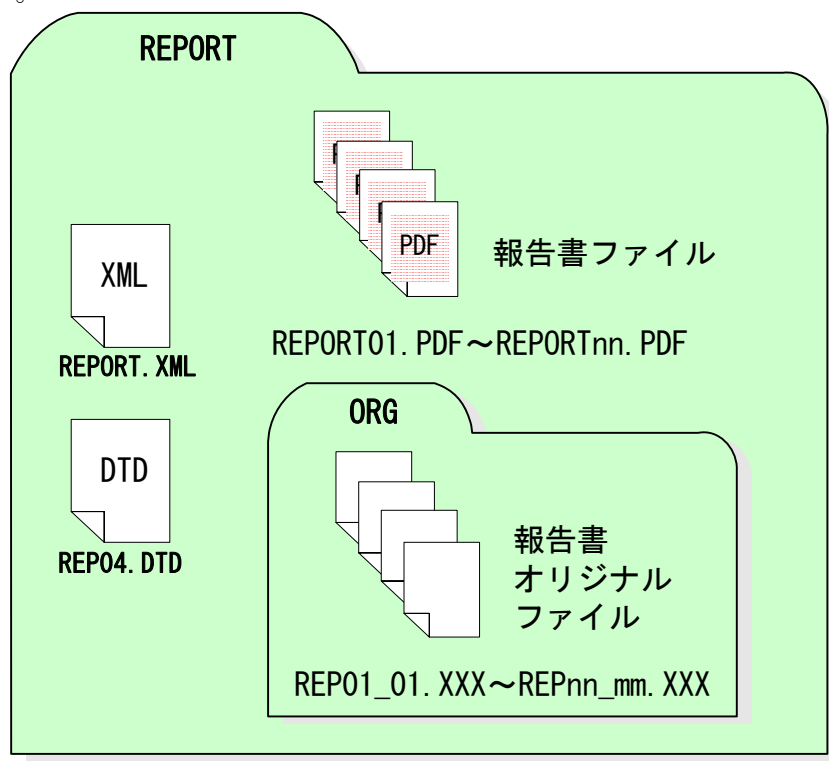 。
REPORT
PDF
報告書ファイル
XML
REPORT.XML
REPORT01.PDF～REPORTnn.PDF
ORG
DTD
REP04.DTD
報告書
オリジナル
ファイル
REP01_01.XXX～REPnn_mm.XXX